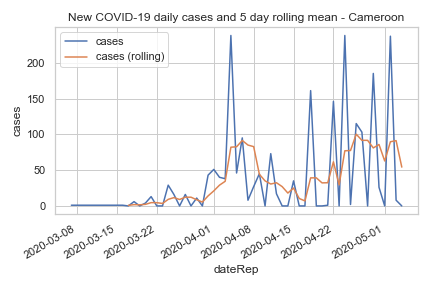 New COVID-19 daily cases and 5 day rolling mean - Cameroon
cases
cases (rolling)
cases
200
150
100
50
0
2020-03-08
2020-03-15
2020-03-22
2020-04-01
2020-04-08
2020-04-15
2020-04-22
2020-05-01
dateRep